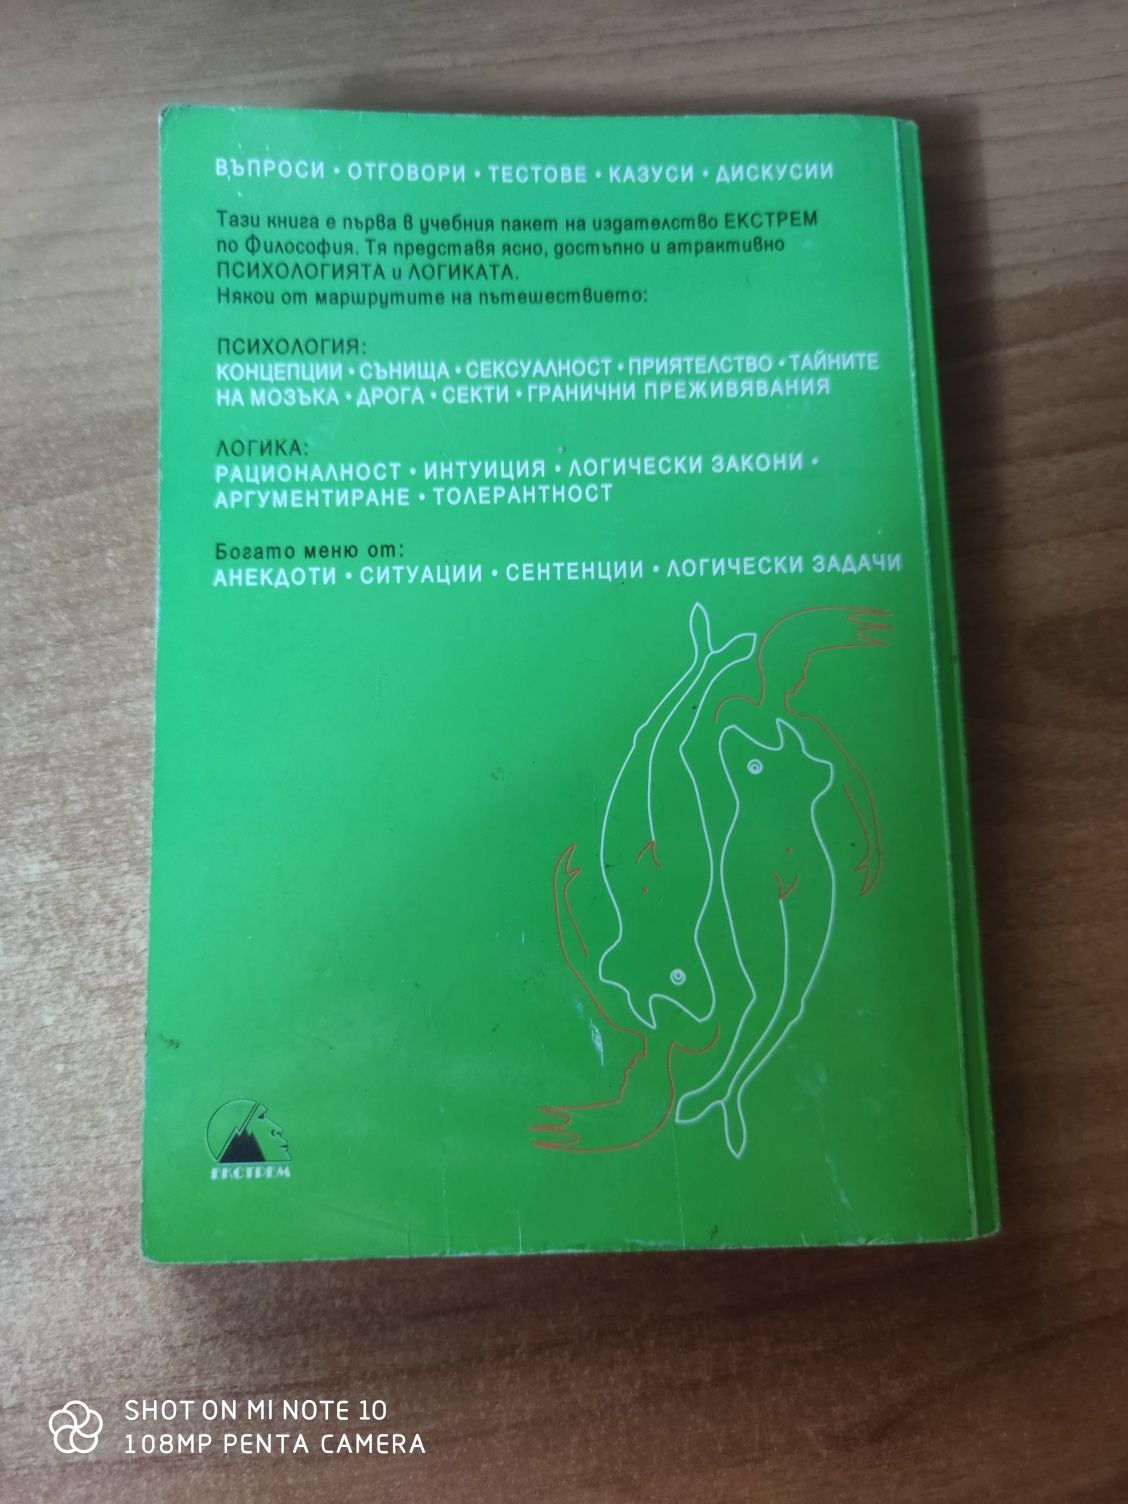 ВЪПРОСИ • ОТГОВОРИ • ТЕСТОВЕ • КАЗУСИ • ДИСКУСИИ
Тази книга е първа в учебния пакет на издателство ЕКСТРЕМ
по Философия. Тя представя ясно, достъпно и атрактивно
ПСИХОЛОГИЯТА и ЛОГИКАТА.
Някои от маршрутите на пътешествието:
ПСИХОЛОГИЯ:
КОНЦЕПЦИИ • СЪНИЩА • СЕКСУАЛНОСТ • ПРИЯТЕЛСТВО • ТАЙНИТЕ
НА МОЗЪКА • ДРОГА • СЕКТИ • ГРАНИЧНИ ПРЕЖИВЯВАНИЯ
ЛОГИКА:
РАЦИОНАЛНОСТ • ИНТУИЦИЯ • ЛОГИЧЕСКИ ЗАКОНИ •
АРГУМЕНТИРАНЕ • ТОЛЕРАНТНОСТ
Богато меню от:
АНЕКДОТИ • СИТУАЦИИ • СЕНТЕНЦИИ • ЛОГИЧЕСКИ ЗАДАЧИ
ЕКСТРЕМ
SHOT ON MI NOTE 10
108MP PENTA CAMERA